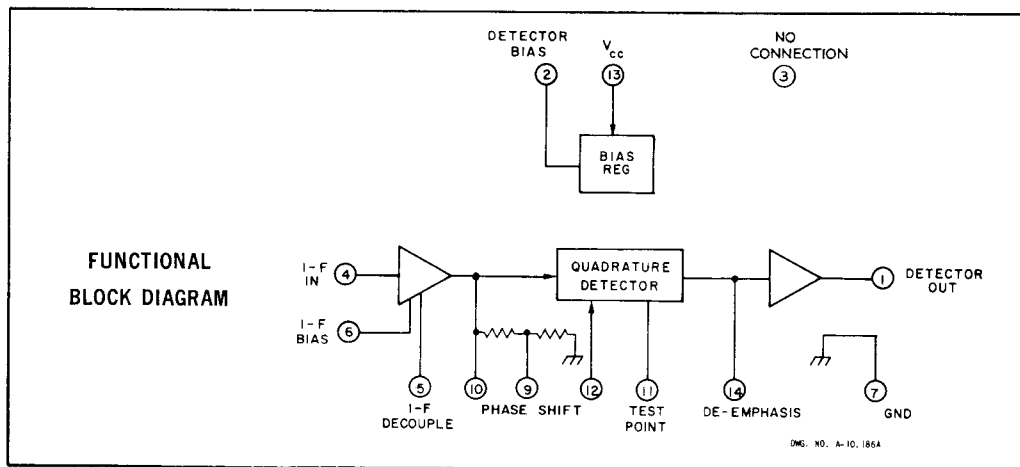 DETECTOR
BIAS
2
Vcc
13
NO
CONNECTION
3
BIAS
REG
FUNCTIONAL
BLOCK DIAGRAM
I-F
IN
4
QUADRATURE
DETECTOR
1
DETECTOR
OUT
I-F
BIAS
6
5
I-F
DECOUPLE
10
9
PHASE SHIFT
12
11
TEST
POINT
14
DE-EMPHASIS
7
GND
DWG. NO. A-10,186A